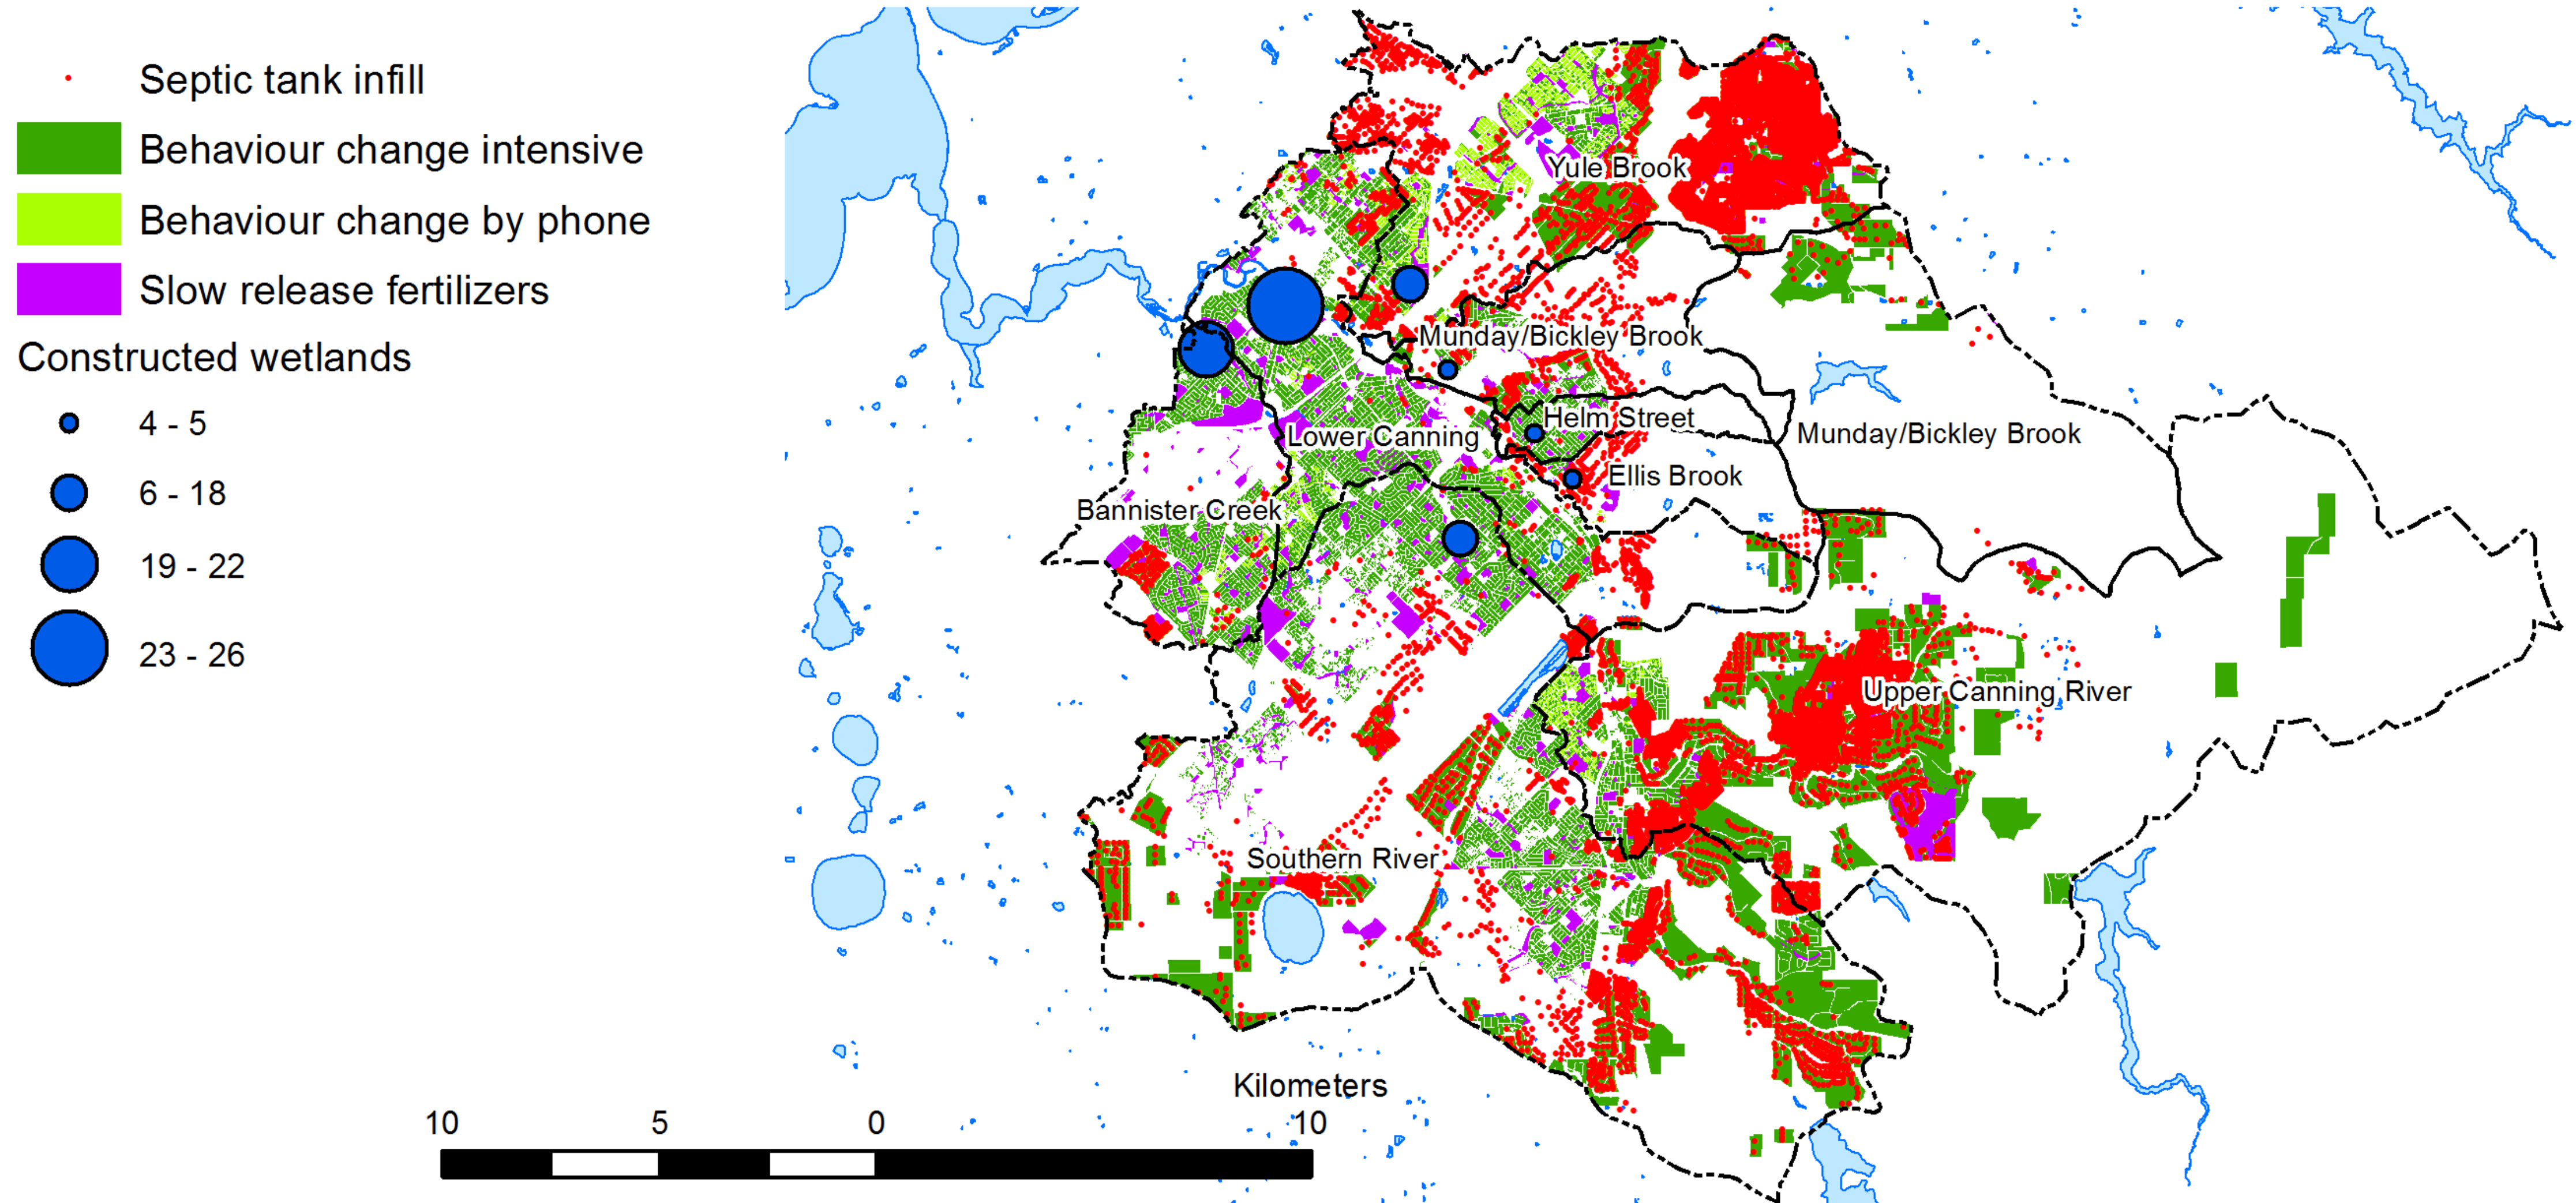 Septic tank infill
Behaviour change intensive
Behaviour change by phone
Slow release fertilizers
Constructed wetlands
4 - 5
6 - 18
19 - 22
23 - 26
Yule Brook
Munday/Bickley Brook
Helm Street
Lower Canning
Munday/Bickley Brook
Ellis Brook
Bannister Creek
Upper Canning River
Southern River
Kilometers
10 5 0 10